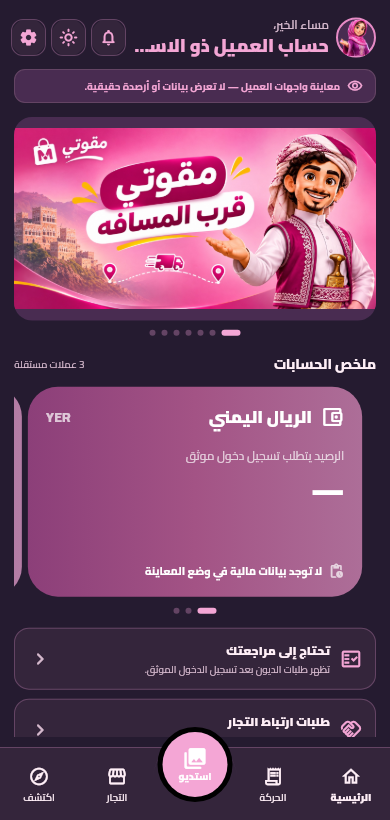 مساء الخير،
حساب العميل ذو الاسـ...
معاينة واجهات العميل — لا تعرض بيانات أو أرصدة حقيقية.
مقوتي
مقوتي
قرب المسافه
ملخص الحسابات
3 عملات مستقلة
الريال اليمني
YER
الرصيد يتطلب تسجيل دخول موثق
لا توجد بيانات مالية في وضع المعاينة
تحتاج إلى مراجعتك
تظهر طلبات الديون بعد تسجيل الدخول الموثق.
طلبات ارتباط التجار
الرئيسية
الحركة
استديو
التجار
اكتشف